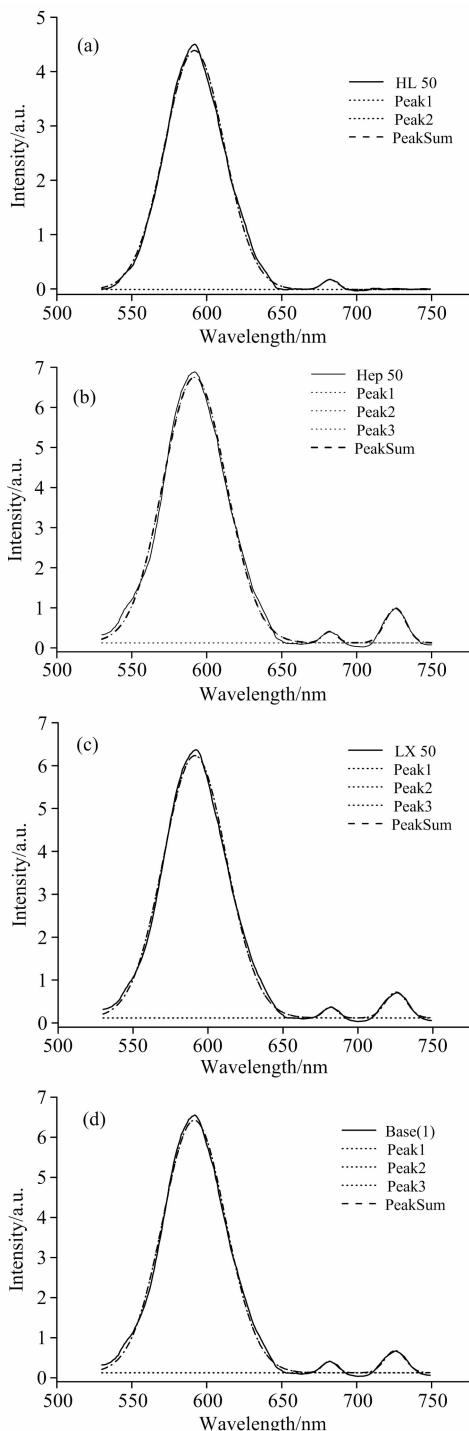 (a)
HL 50
Peak1
Peak2
PeakSum
Intensity/a.u.
5
4
3
2
1
0
500 550 600 650 700 750
Wavelength/nm
(b)
Hep 50
Peak1
Peak2
Peak3
PeakSum
Intensity/a.u.
7
6
5
4
3
2
1
0
500 550 600 650 700 750
Wavelength/nm
(c)
LX 50
Peak1
Peak2
Peak3
PeakSum
Intensity/a.u.
7
6
5
4
3
2
1
0
500 550 600 650 700 750
Wavelength/nm
(d)
Base(1)
Peak1
Peak2
Peak3
PeakSum
Intensity/a.u.
7
6
5
4
3
2
1
0
500 550 600 650 700 750
Wavelength/nm